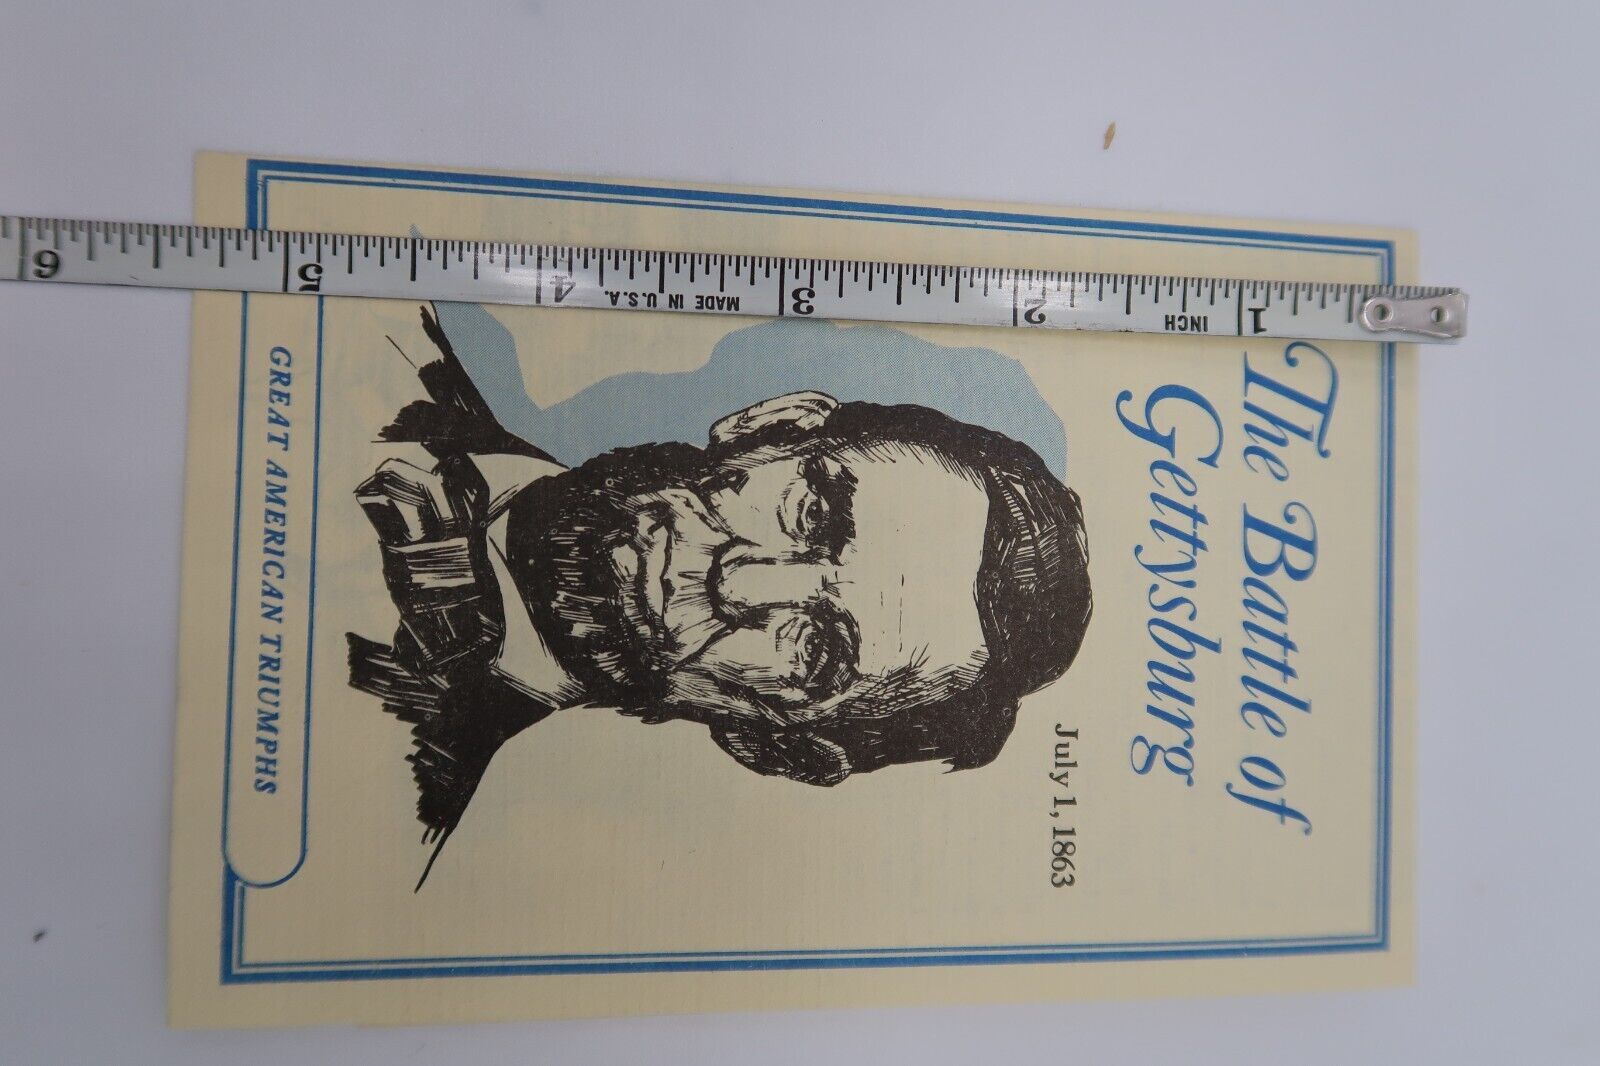 The Battle of
Gettysburg
July 1, 1863
GREAT AMERICAN TRIUMPHS
1
INCH
2
3
MADE IN U.S.A.
4
5
6